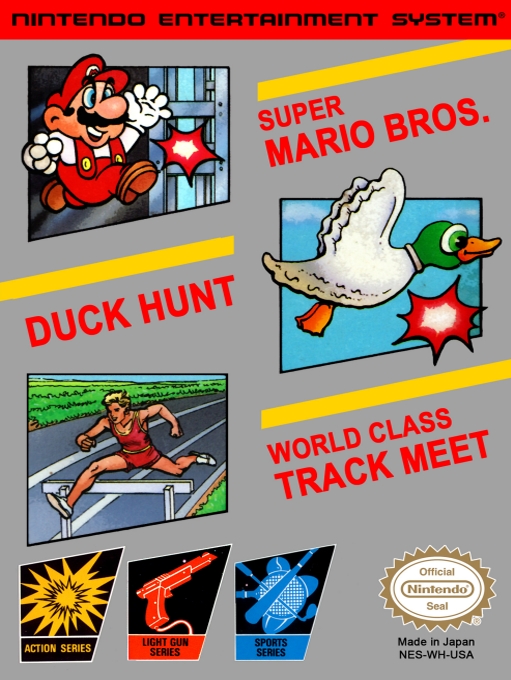 NINTENDO ENTERTAINMENT SYSTEM®
SUPER
MARIO BROS.
DUCK HUNT
WORLD CLASS
TRACK MEET
ACTION SERIES
LIGHT GUN
SERIES
SPORTS
SERIES
Official
Nintendo®
Seal
®
Made in Japan
NES-WH-USA